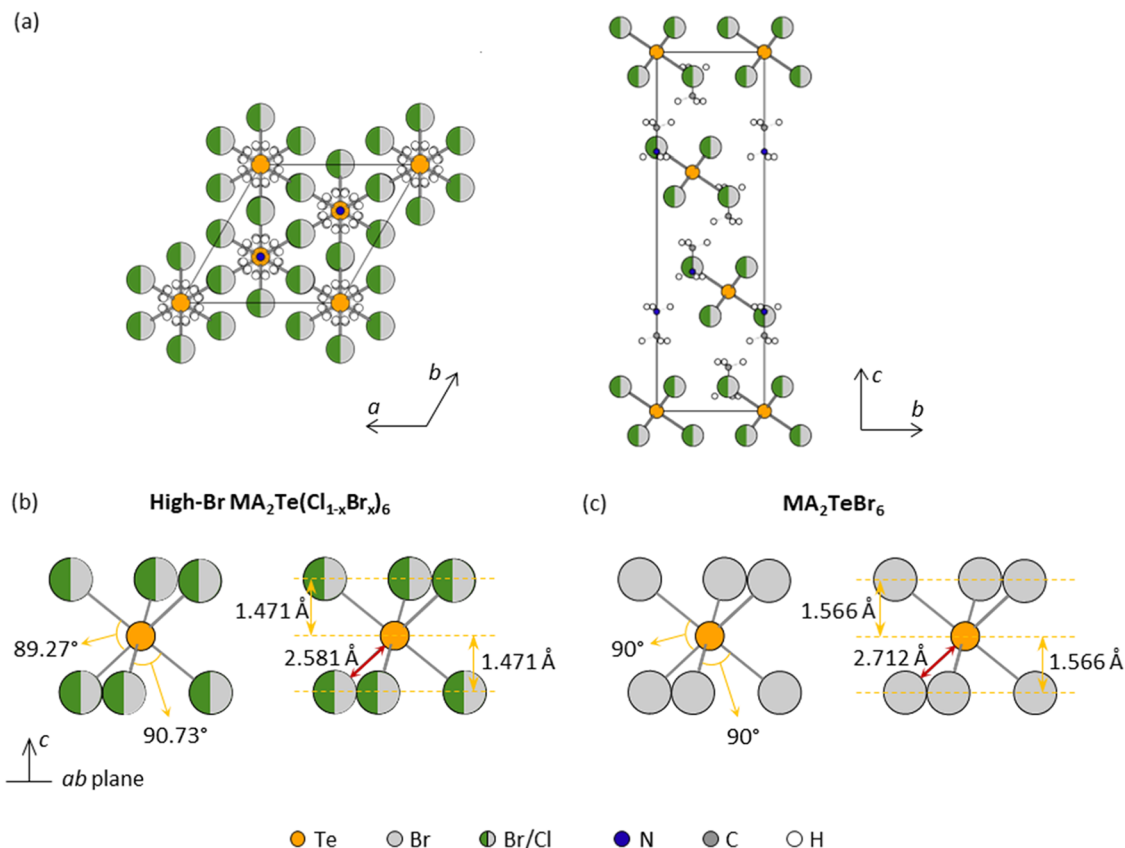 (a)
b
a
c
b
(b)
High-Br MA₂Te(Cl₁₋ₓBrₓ)₆
(c)
MA₂TeBr₆
89.27°
90.73°
1.471 Å
2.581 Å
1.471 Å
90°
90°
1.566 Å
2.712 Å
1.566 Å
c
ab plane
Te
Br
Br/Cl
N
C
H